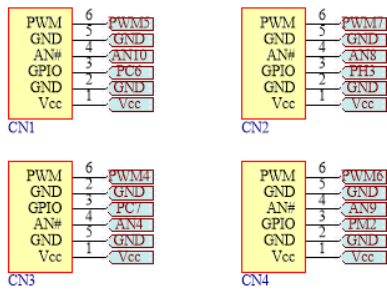 PWM 6 PWM5
GND 5 GND
AN# 4 AN10
GPIO 3 PC6
GND 2 GND
Vcc 1 Vcc
CN1
PWM 6 PWM7
GND 5 GND
AN# 4 AN8
GPIO 3 PH3
GND 2 GND
Vcc 1 Vcc
CN2
PWM 6 PWM4
GND 2 GND
GPIO 3 PC7
AN# 4 AN4
GND 5 GND
Vcc 1 Vcc
CN3
PWM 6 PWM6
GND 5 GND
AN# 4 AN9
GPIO 3 PM2
GND 2 GND
Vcc 1 Vcc
CN4